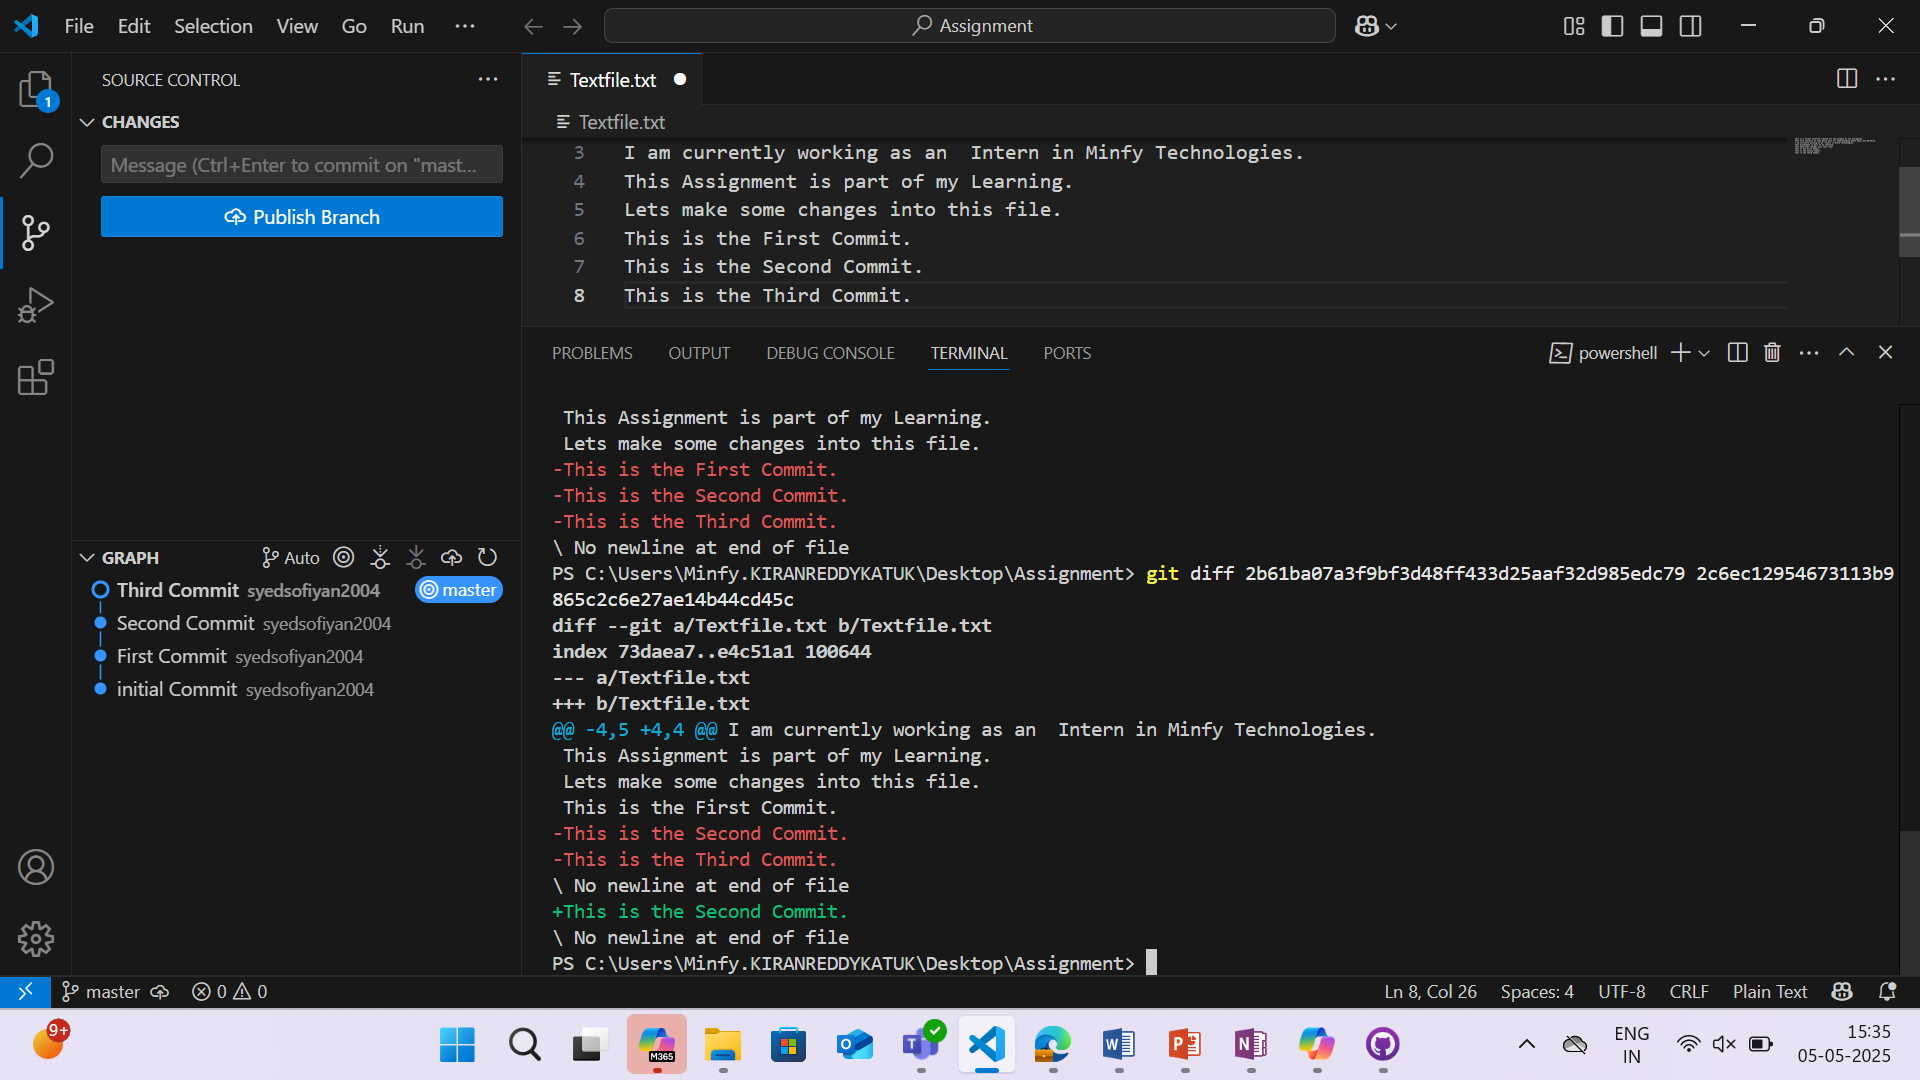 File Edit Selection View Go Run ...
Assignment
SOURCE CONTROL
Textfile.txt
1
CHANGES
Textfile.txt
Message (Ctrl+Enter to commit on "mast...
Publish Branch
3 I am currently working as an  Intern in Minfy Technologies.
4 This Assignment is part of my Learning.
5 Lets make some changes into this file.
6 This is the First Commit.
7 This is the Second Commit.
8 This is the Third Commit.
PROBLEMS OUTPUT DEBUG CONSOLE TERMINAL PORTS
powershell
This Assignment is part of my Learning.
Lets make some changes into this file.
-This is the First Commit.
-This is the Second Commit.
-This is the Third Commit.
\ No newline at end of file
PS C:\Users\Minfy.KIRANREDDYKATUK\Desktop\Assignment> git diff 2b61ba07a3f9bf3d48ff433d25aaf32d985edc79 2c6ec12954673113b9
865c2c6e27ae14b44cd45c
diff --git a/Textfile.txt b/Textfile.txt
index 73daea7..e4c51a1 100644
--- a/Textfile.txt
+++ b/Textfile.txt
@@ -4,5 +4,4 @@ I am currently working as an  Intern in Minfy Technologies.
This Assignment is part of my Learning.
Lets make some changes into this file.
This is the First Commit.
-This is the Second Commit.
-This is the Third Commit.
\ No newline at end of file
+This is the Second Commit.
\ No newline at end of file
PS C:\Users\Minfy.KIRANREDDYKATUK\Desktop\Assignment>
GRAPH Auto
Third Commit syedsofiyan2004 master
Second Commit syedsofiyan2004
First Commit syedsofiyan2004
initial Commit syedsofiyan2004
master 0 0
Ln 8, Col 26 Spaces: 4 UTF-8 CRLF Plain Text
9+
M365
ENG
IN
15:35
05-05-2025